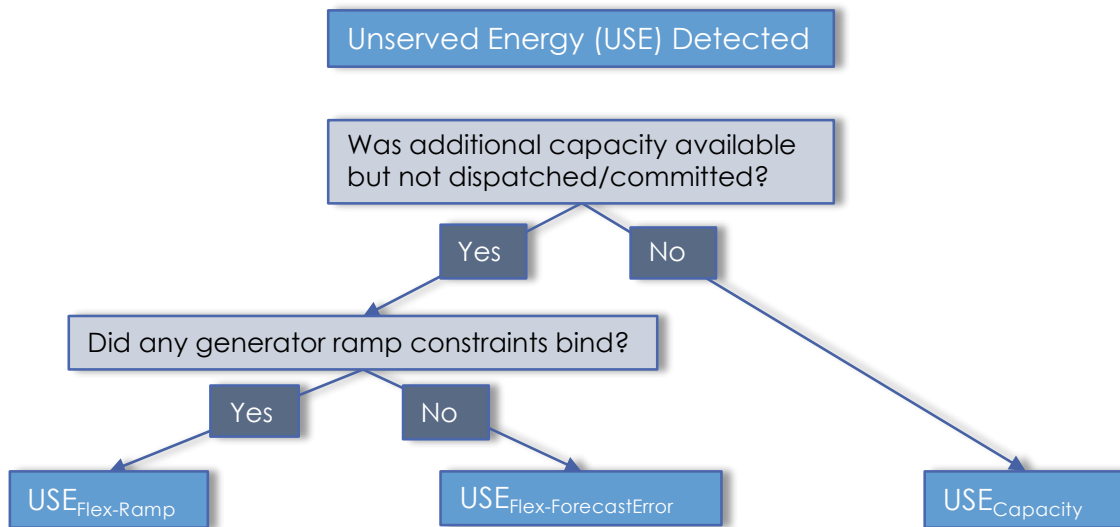 Unserved Energy (USE) Detected
Was additional capacity available
but not dispatched/committed?
Yes
No
Did any generator ramp constraints bind?
Yes
No
USEFlex-Ramp
USEFlex-ForecastError
USECapacity